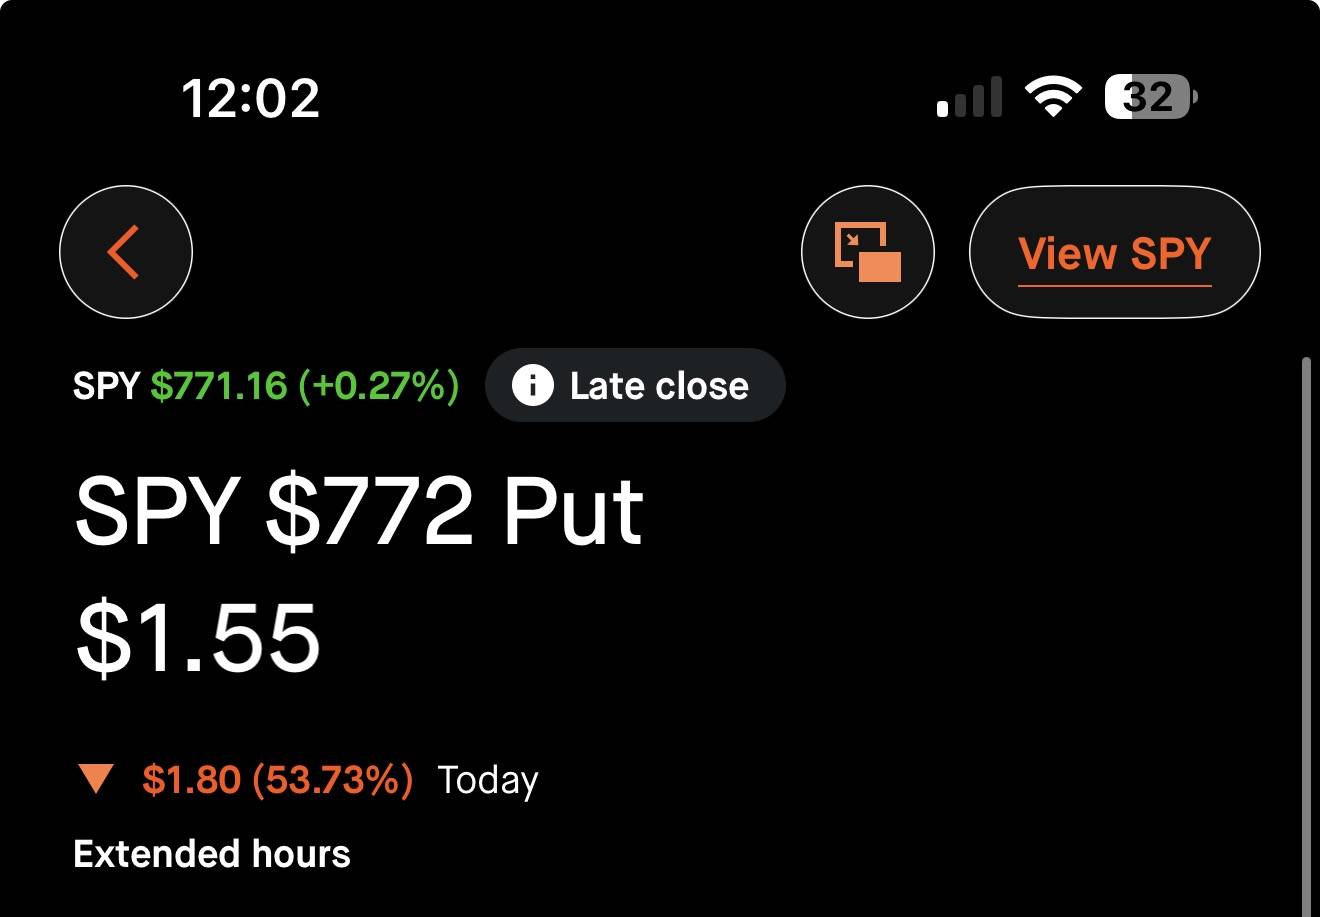 12:02 32
View SPY
SPY $771.16 (+0.27%) Late close
SPY $772 Put
$1.55
▼ $1.80 (53.73%) Today
Extended hours